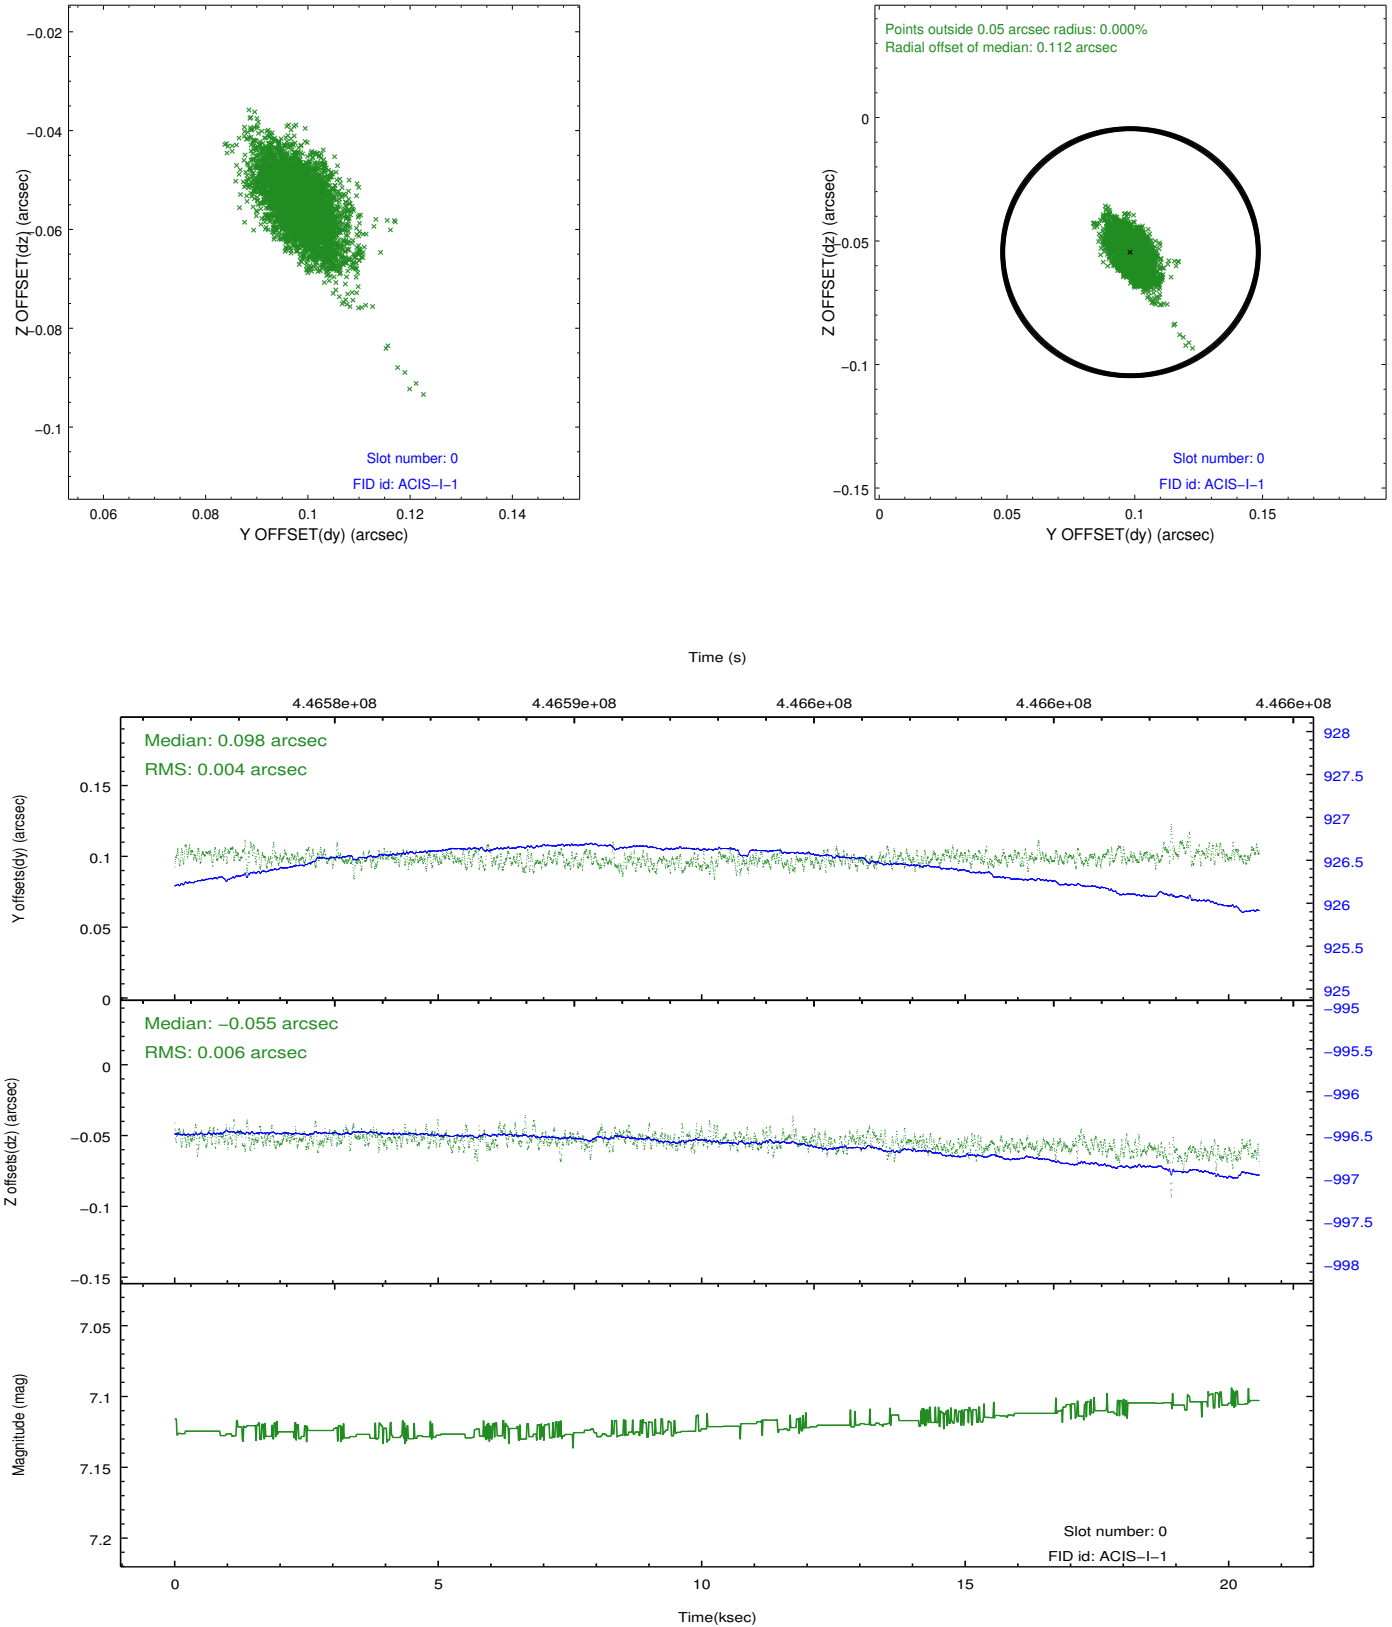 −0.02
−0.04
−0.06
−0.08
−0.1
Z OFFSET(dz) (arcsec)
Slot number: 0
FID id: ACIS−I−1
0.06
0.08
0.1
0.12
0.14
Y OFFSET(dy) (arcsec)
Points outside 0.05 arcsec radius: 0.000%
Radial offset of median: 0.112 arcsec
0
−0.05
−0.1
−0.15
Z OFFSET(dz) (arcsec)
Slot number: 0
FID id: ACIS−I−1
0
0.05
0.1
0.15
Y OFFSET(dy) (arcsec)
Time (s)
4.4658e+08
4.4659e+08
4.466e+08
4.466e+08
4.466e+08
Median: 0.098 arcsec
RMS: 0.004 arcsec
Y offsets(dy) (arcsec)
0.15
0.1
0.05
0
928
927.5
927
926.5
926
925.5
925
Median: −0.055 arcsec
RMS: 0.006 arcsec
Z offsets(dz) (arcsec)
0
−0.05
−0.1
−0.15
−995
−995.5
−996
−996.5
−997
−997.5
−998
Magnitude (mag)
7.05
7.1
7.15
7.2
Slot number: 0
FID id: ACIS−I−1
0
5
10
15
20
Time(ksec)